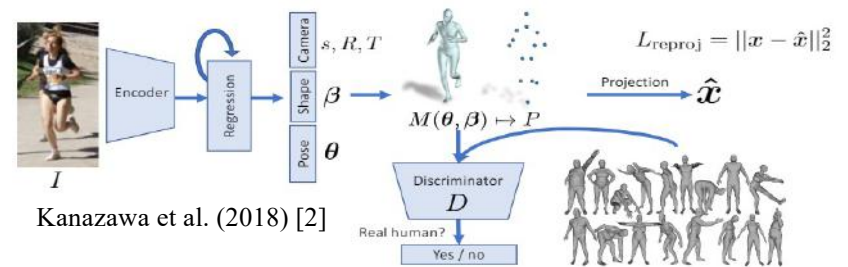 Camera
s, R, T
L_reproj = ||x − x̂||₂²
Encoder
Regression
Shape
β
Projection
x̂
M(θ, β) ↦ P
Pose
θ
I
Discriminator
D
Kanazawa et al. (2018) [2]
Real human?
Yes / no